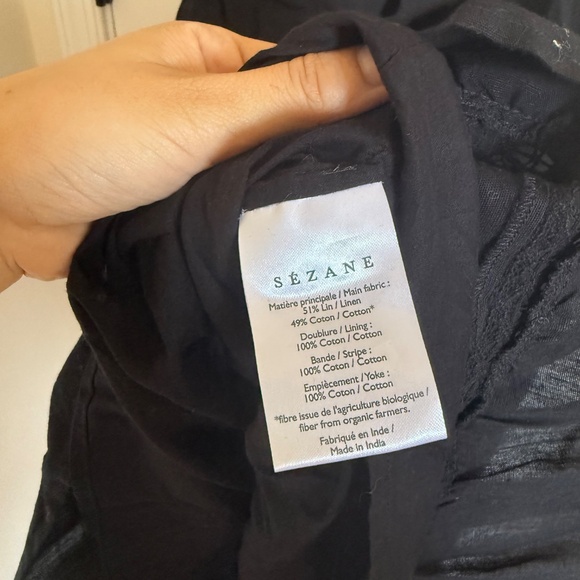 SÉZANE
Matière principale / Main fabric :
51% Lin / Linen
49% Coton / Cotton*
Doublure / Lining :
100% Coton / Cotton
Bande / Stripe :
100% Coton / Cotton
Emplècement / Yoke :
100% Coton / Cotton
*fibre issue de l'agriculture biologique /
fiber from organic farmers.
Fabriqué en Inde /
Made in India